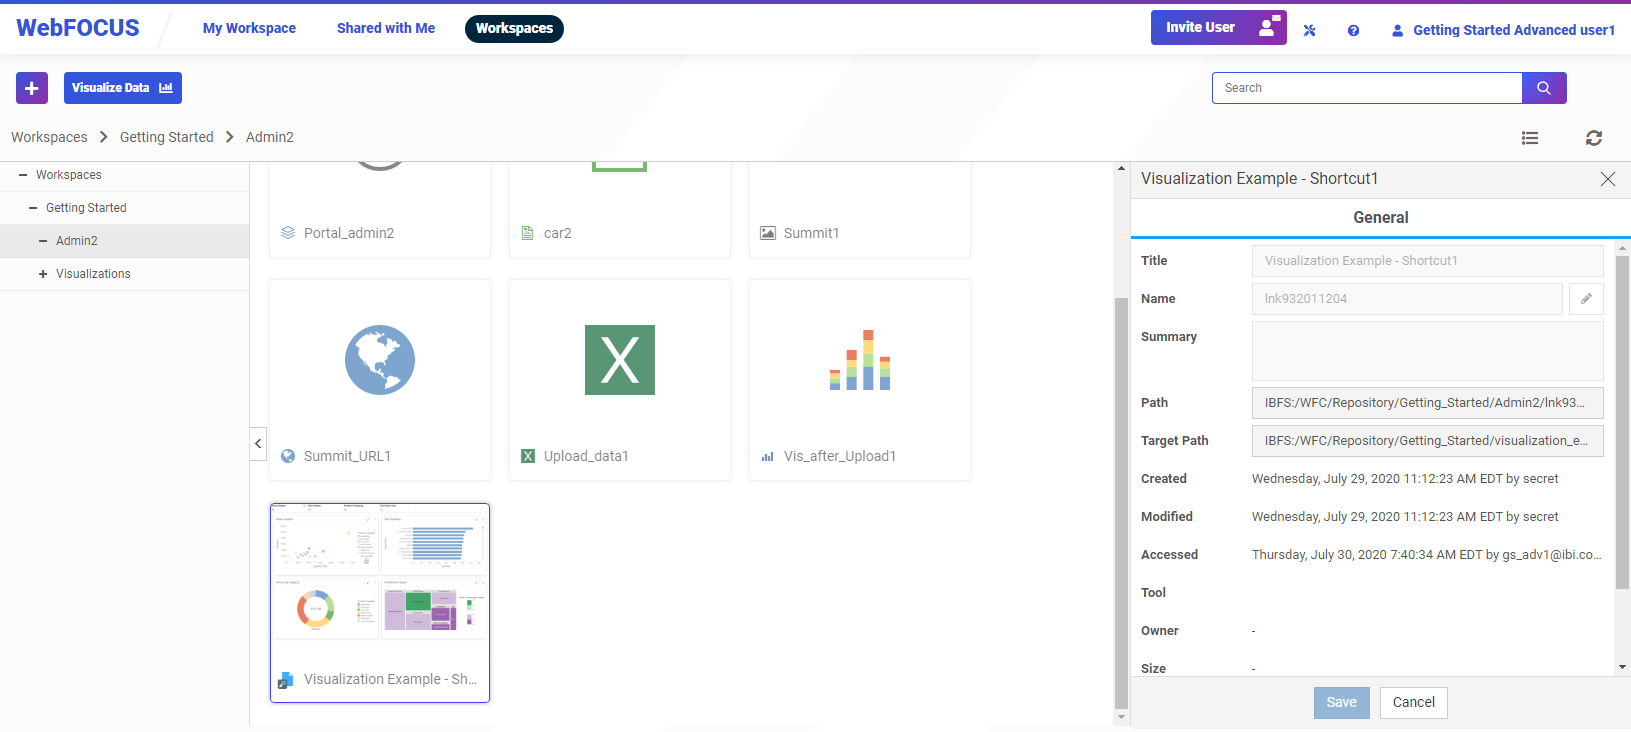 WebFOCUS
My Workspace
Shared with Me
Workspaces
Invite User
Getting Started Advanced user1
Visualize Data
Search
Workspaces
Getting Started
Admin2
Workspaces
Getting Started
Admin2
Visualizations
Portal_admin2
car2
Summit1
Summit_URL1
Upload_data1
Vis_after_Upload1
Visualization Example - Sh...
Visualization Example - Shortcut1
General
Title
Visualization Example - Shortcut1
Name
lnk932011204
Summary
Path
IBFS:/WFC/Repository/Getting_Started/Admin2/lnk93...
Target Path
IBFS:/WFC/Repository/Getting_Started/visualization_e...
Created
Wednesday, July 29, 2020 11:12:23 AM EDT by secret
Modified
Wednesday, July 29, 2020 11:12:23 AM EDT by secret
Accessed
Thursday, July 30, 2020 7:40:34 AM EDT by gs_adv1@ibi.co...
Tool
Owner
-
Size
-
Save
Cancel